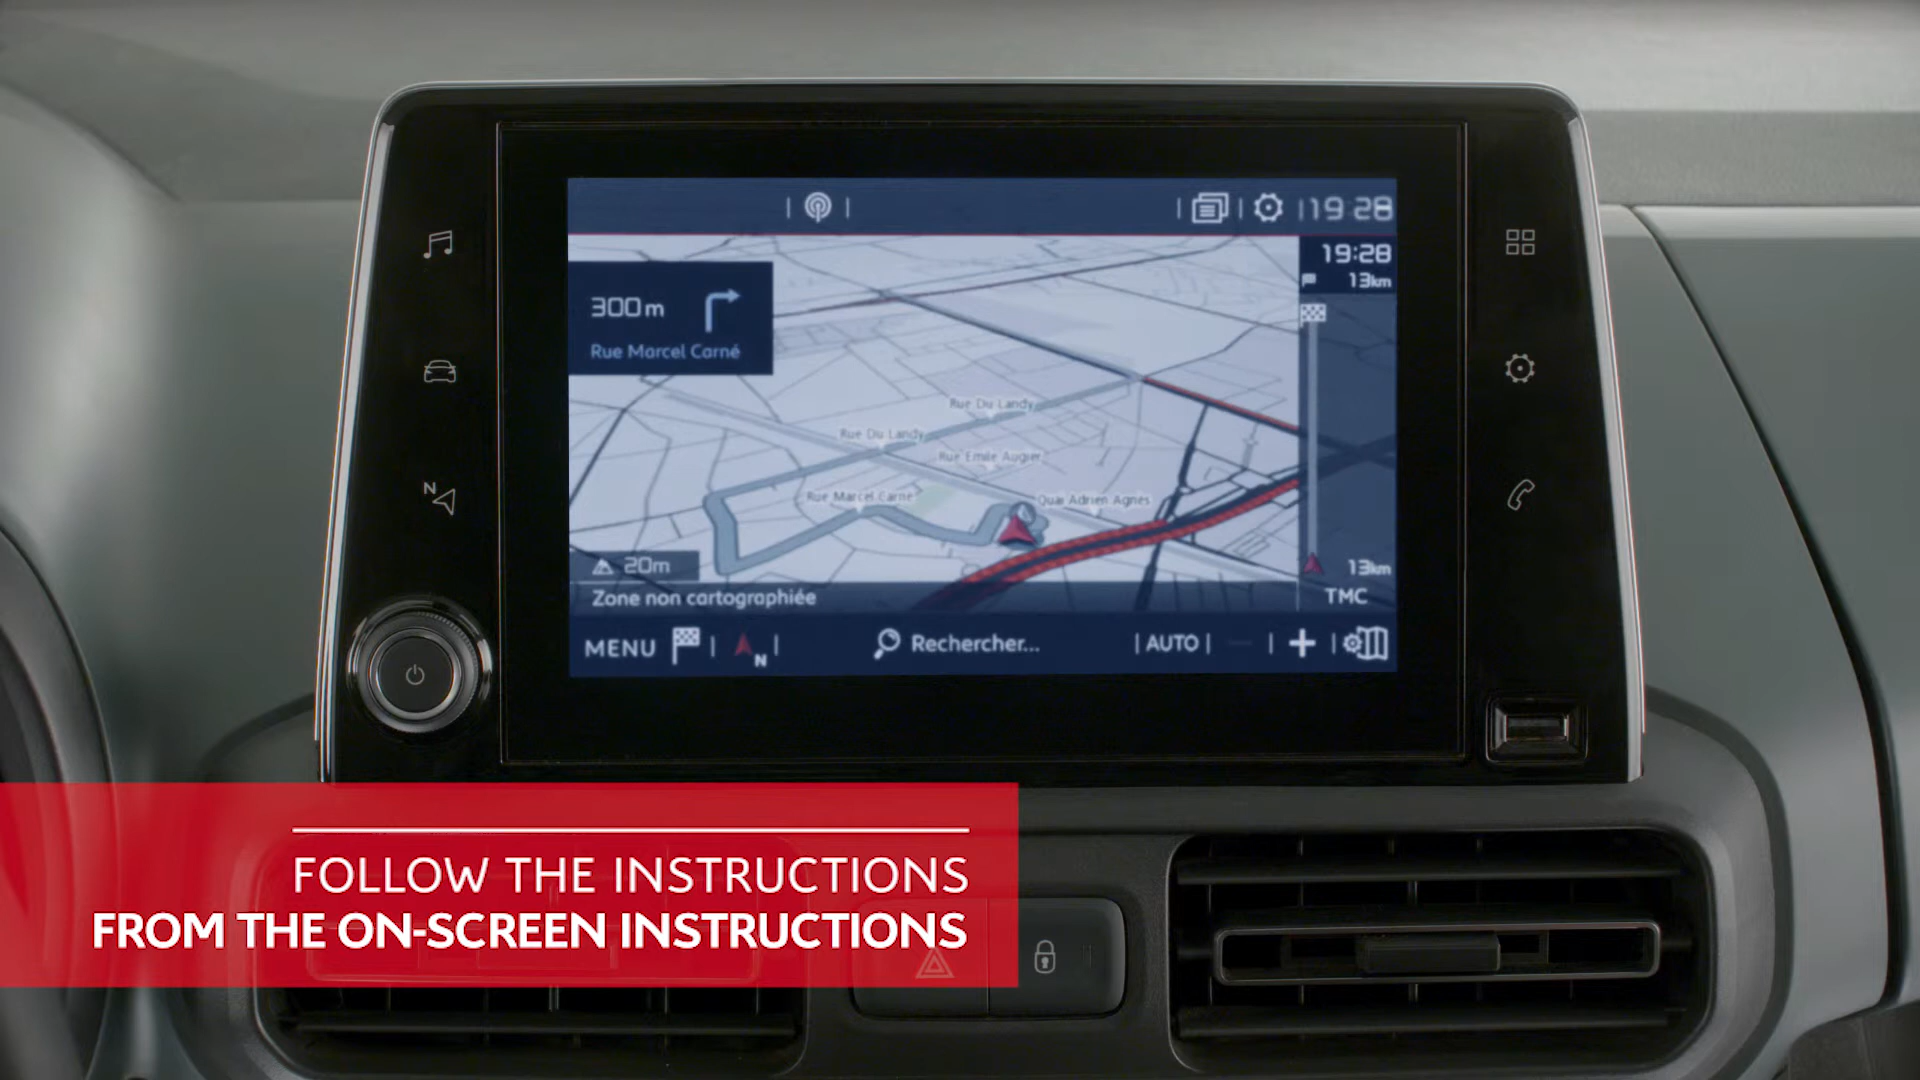 19 28
19:28
13km
300 m
Rue Marcel Carné
Rue Du Landy
Rue Du Landy
Rue Emile Augier
Rue Marcel Carné
Quai Adrien Agnes
N
20m
13km
Zone non cartographiée
TMC
MENU
N
Rechercher...
AUTO
FOLLOW THE INSTRUCTIONS
FROM THE ON-SCREEN INSTRUCTIONS